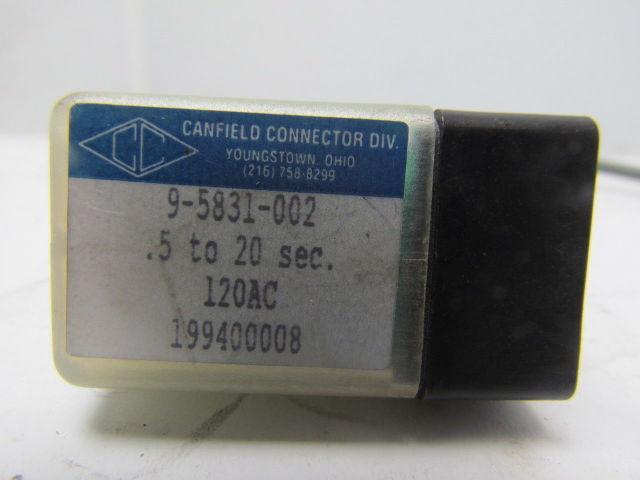 CC
CANFIELD CONNECTOR DIV.
YOUNGSTOWN, OHIO
(216) 758-8299
9-5831-002
.5 to 20 sec.
120AC
199400008